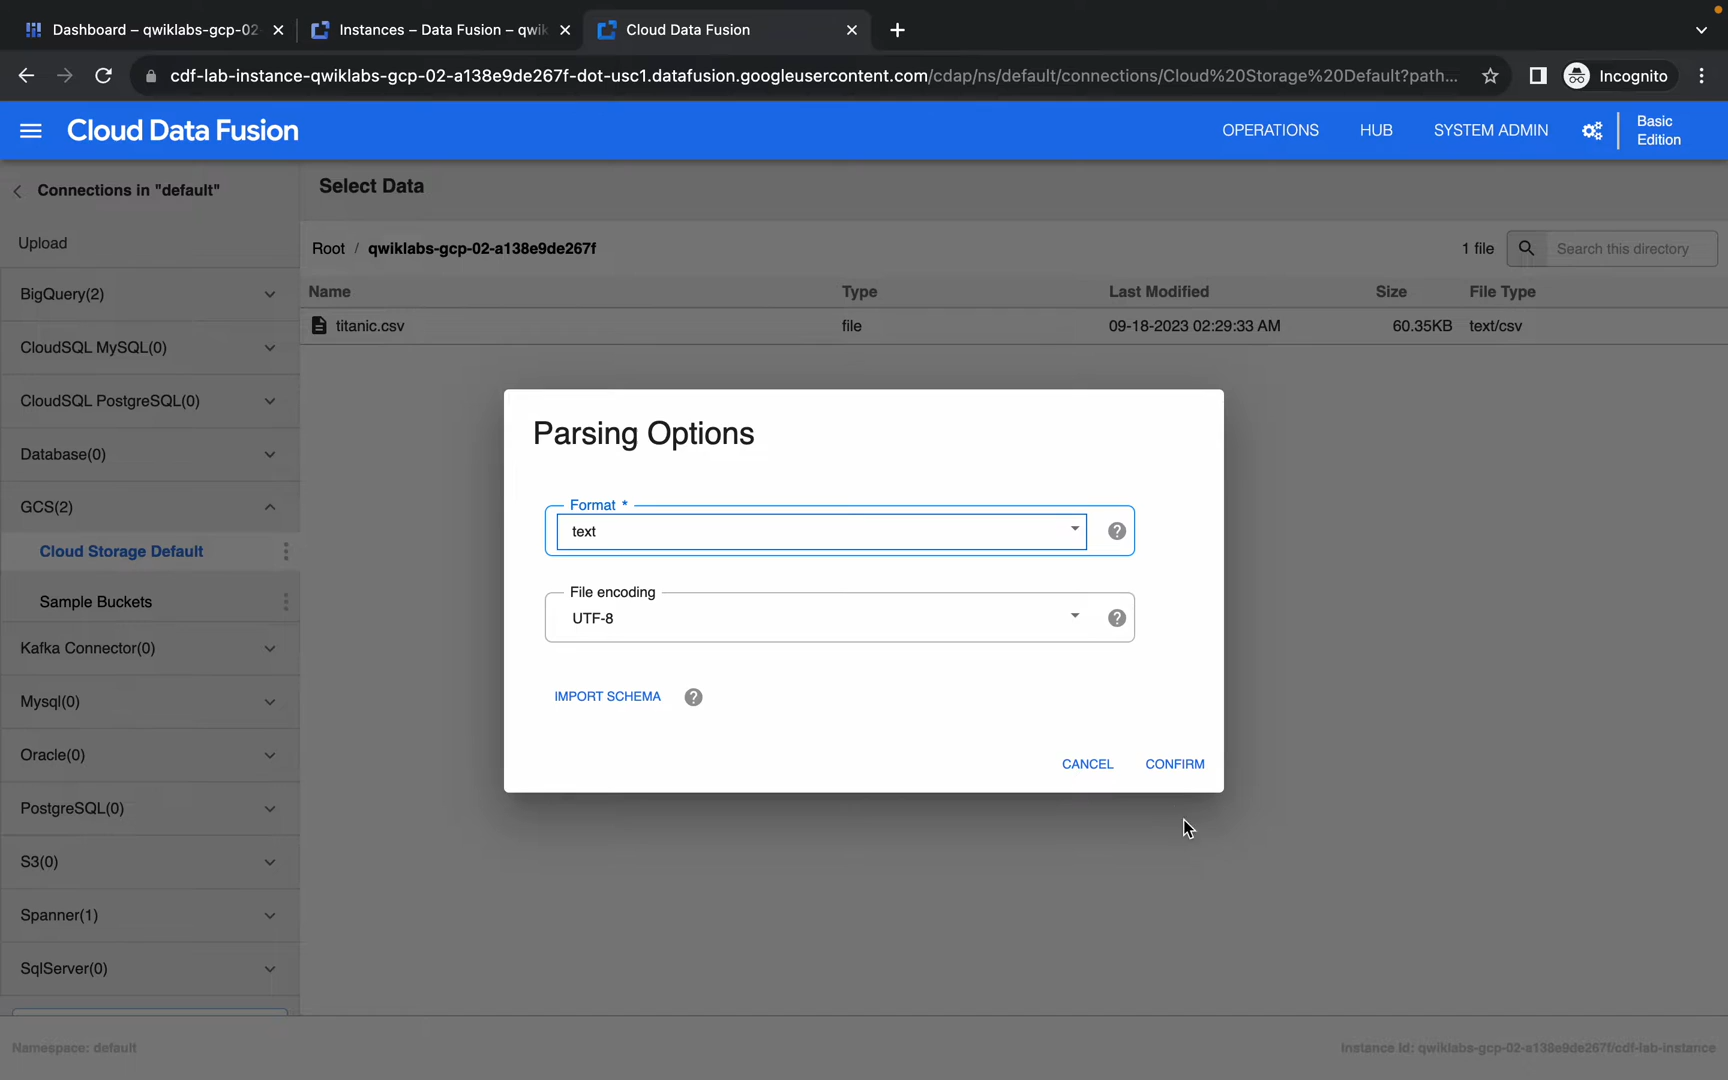 Dashboard – qwiklabs-gcp-02-
Instances – Data Fusion – qwik
Cloud Data Fusion
cdf-lab-instance-qwiklabs-gcp-02-a138e9de267f-dot-usc1.datafusion.googleusercontent.com/cdap/ns/default/connections/Cloud%20Storage%20Default?path...
Incognito
Cloud Data Fusion
OPERATIONS
HUB
SYSTEM ADMIN
Basic
Edition
Connections in "default"
Select Data
Upload
Root / qwiklabs-gcp-02-a138e9de267f
1 file
Search this directory
Name
Type
Last Modified
Size
File Type
titanic.csv
file
09-18-2023 02:29:33 AM
60.35KB
text/csv
BigQuery(2)
CloudSQL MySQL(0)
CloudSQL PostgreSQL(0)
Database(0)
GCS(2)
Cloud Storage Default
Sample Buckets
Kafka Connector(0)
Mysql(0)
Oracle(0)
PostgreSQL(0)
S3(0)
Spanner(1)
SqlServer(0)
Parsing Options
Format *
text
?
File encoding
UTF-8
?
IMPORT SCHEMA
?
CANCEL
CONFIRM
Namespace: default
Instance Id: qwiklabs-gcp-02-a138e9de267f/cdf-lab-instance